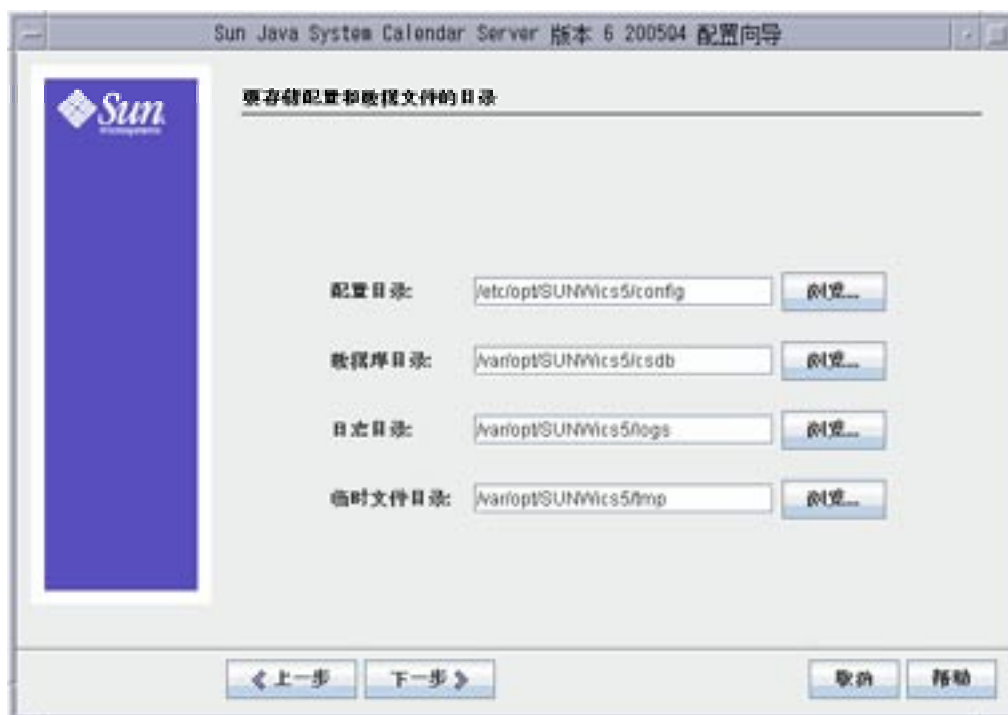 Sun Java System Calendar Server 版本 6 2005Q4 配置向导
Sun
microsystems
要存储配置和数据文件的目录
配置目录: /etc/opt/SUNWics5/config 浏览...
数据库目录: /var/opt/SUNWics5/csdb 浏览...
日志目录: /var/opt/SUNWics5/logs 浏览...
临时文件目录: /var/opt/SUNWics5/tmp 浏览...
上一步 下一步 取消 帮助